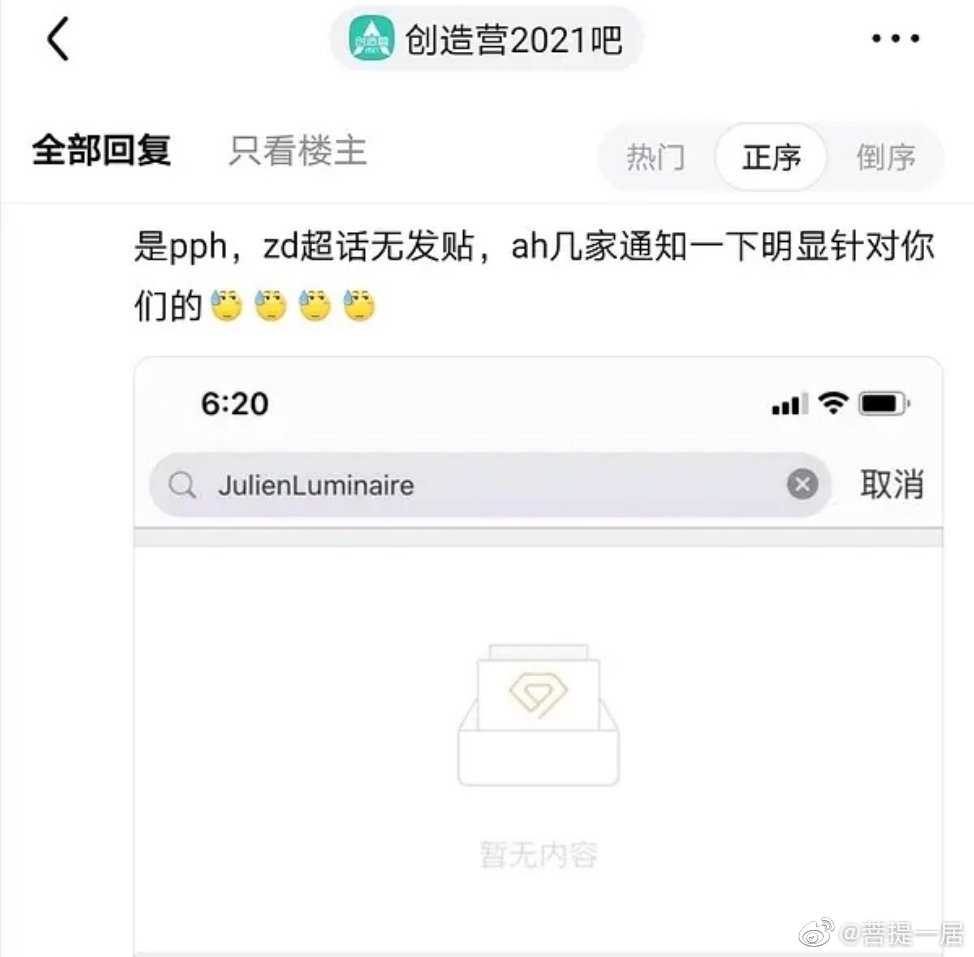 创造营2021吧
全部回复 只看楼主 热门 正序 倒序
是pph，zd超话无发贴，ah几家通知一下明显针对你
们的
6:20
JulienLuminaire 取消
暂无内容
@菩提一居